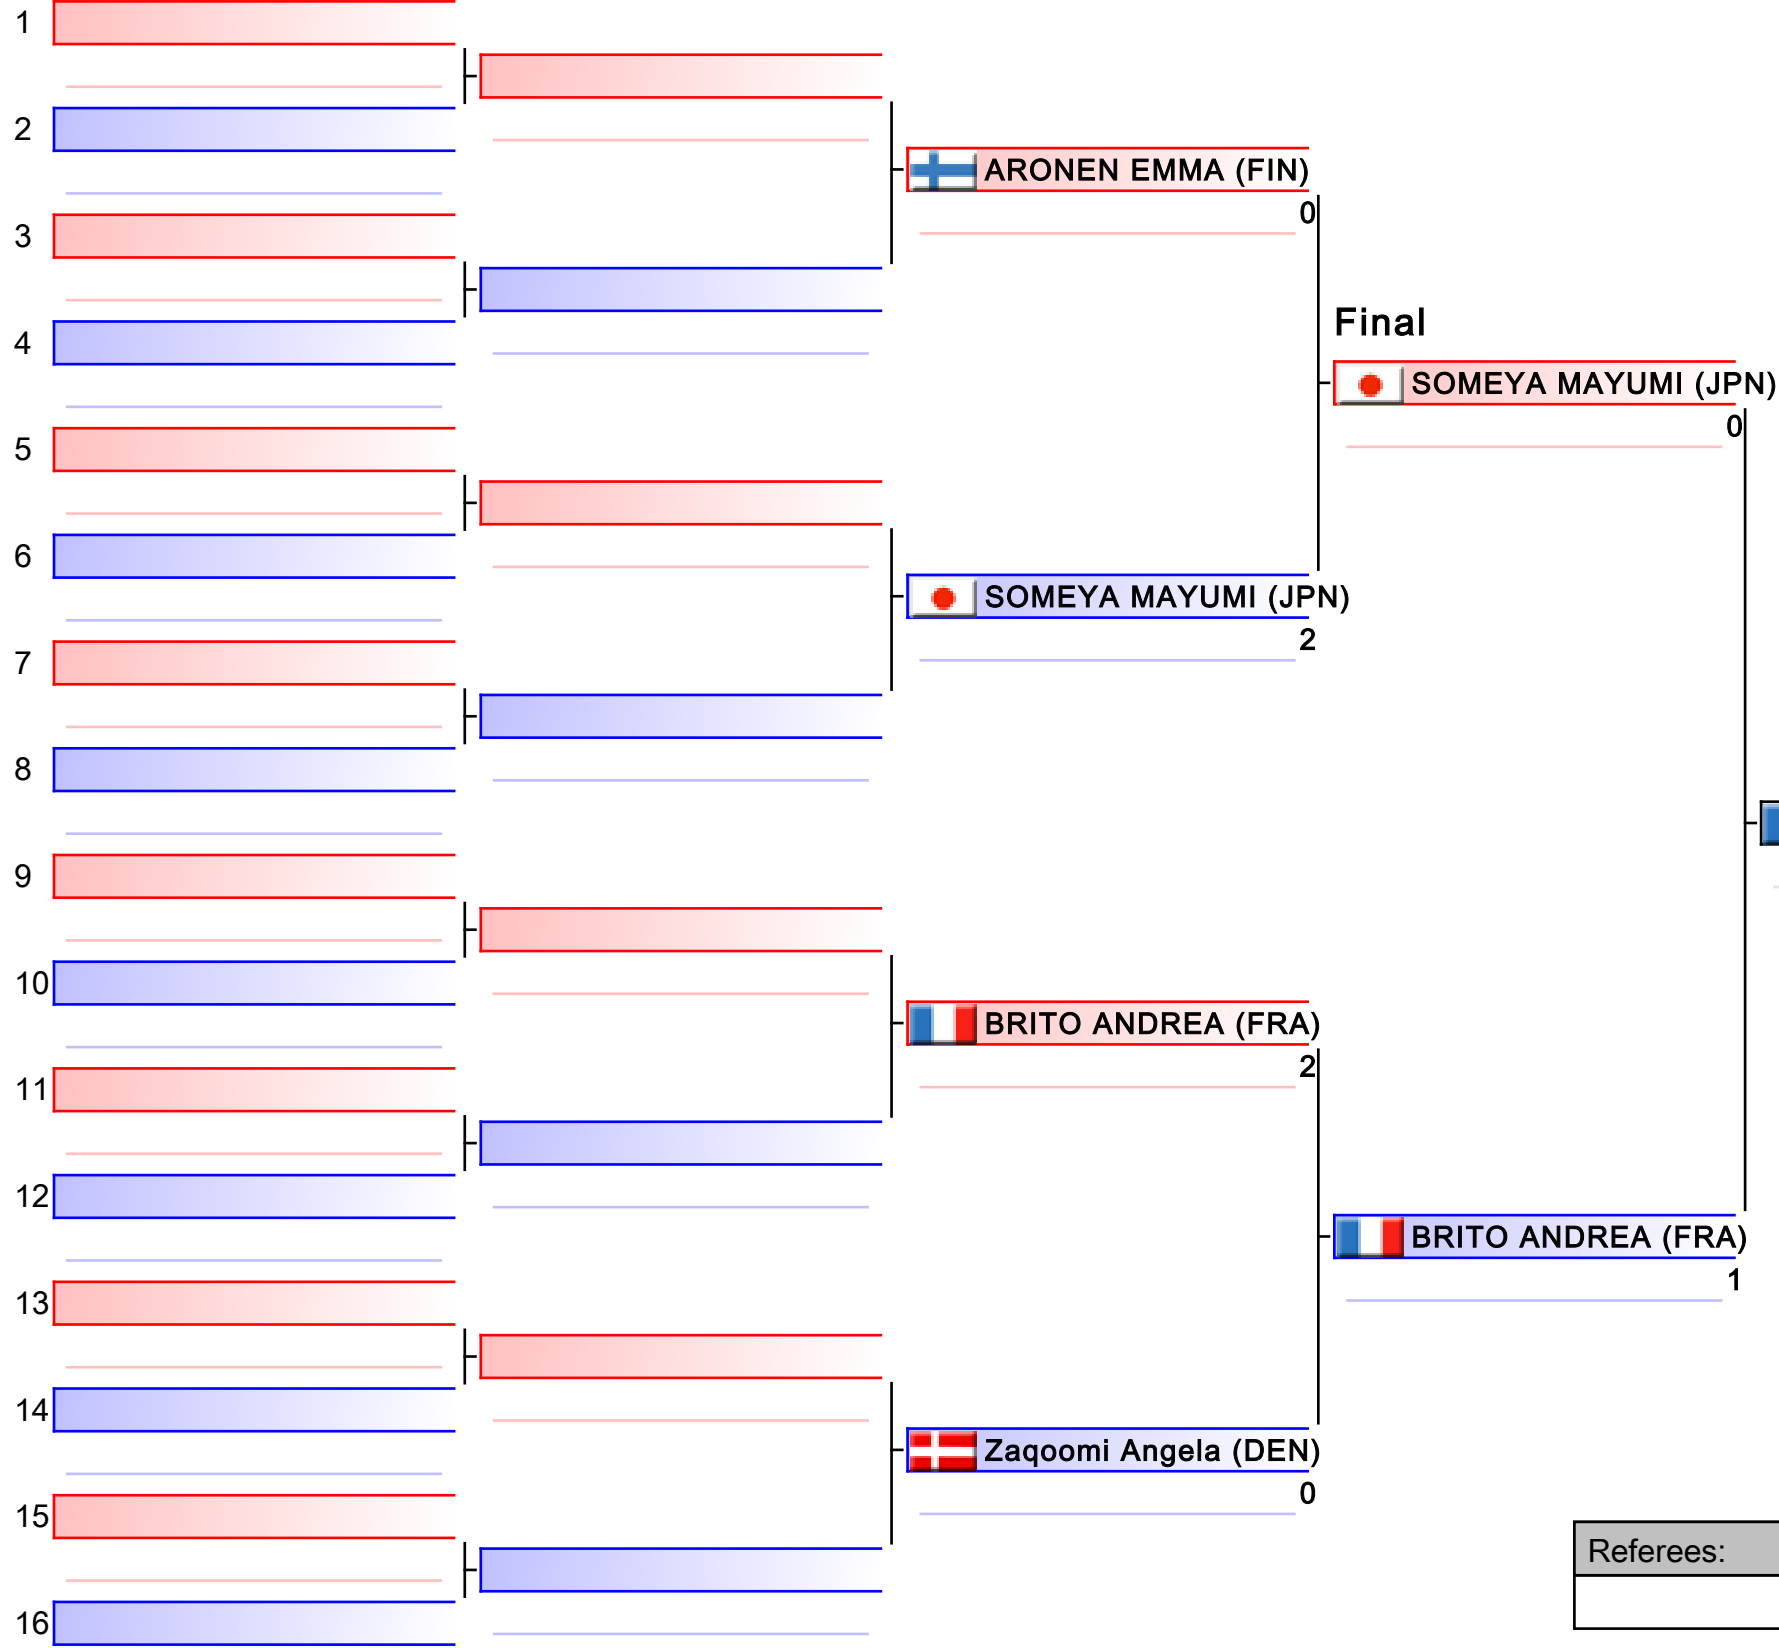 1
2
ARONEN EMMA (FIN)
0
3
Final
4
SOMEYA MAYUMI (JPN)
0
5
6
SOMEYA MAYUMI (JPN)
2
7
8
9
10
BRITO ANDREA (FRA)
2
11
12
BRITO ANDREA (FRA)
1
13
14
Zaqoomi Angela (DEN)
0
15
Referees:
16